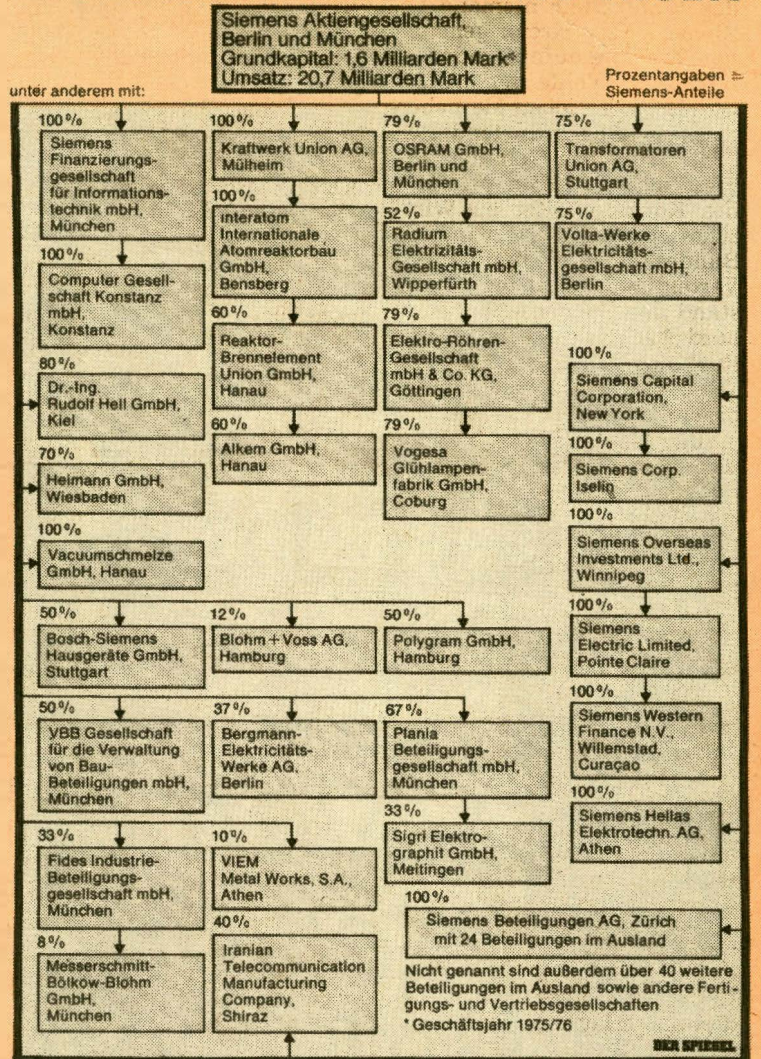 Siemens Aktiengesellschaft,
Berlin und München
Grundkapital: 1,6 Milliarden Mark*
Umsatz: 20,7 Milliarden Mark
unter anderem mit:
Prozentangaben =
Siemens-Anteile
100%
Siemens
Finanzierungs-
gesellschaft
für Informations-
technik mbH,
München
100%
Computer Gesell-
schaft Konstanz
mbH,
Konstanz
80%
Dr.-Ing.
Rudolf Hell GmbH,
Kiel
70%
Heimann GmbH,
Wiesbaden
100%
Vacuumschmelze
GmbH, Hanau
100%
Kraftwerk Union AG,
Mülheim
100%
interatom
Internationale
Atomreaktorbau
GmbH,
Bensberg
60%
Reaktor-
Brennelement
Union GmbH,
Hanau
60%
Alkem GmbH,
Hanau
79%
OSRAM GmbH,
Berlin und
München
52%
Radium
Elektrizitäts-
Gesellschaft mbH,
Wipperfürth
79%
Elektro-Röhren-
Gesellschaft
mbH & Co. KG,
Göttingen
79%
Vogesa
Glühlampen-
fabrik GmbH,
Coburg
75%
Transformatoren
Union AG,
Stuttgart
75%
Volta-Werke
Elektricitäts-
gesellschaft mbH,
Berlin
100%
Siemens Capital
Corporation,
New York
100%
Siemens Corp.
Iselin
100%
Siemens Overseas
Investments Ltd.,
Winnipeg
100%
Siemens
Electric Limited,
Pointe Claire
100%
Siemens Western
Finance N.V.,
Willemstad,
Curaçao
100%
Siemens Hellas
Elektrotechn. AG,
Athen
50%
Bosch-Siemens
Hausgeräte GmbH,
Stuttgart
12%
Blohm + Voss AG,
Hamburg
50%
Polygram GmbH,
Hamburg
50%
VBB Gesellschaft
für die Verwaltung
von Bau-
Beteiligungen mbH,
München
37%
Bergmann-
Elektricitäts-
Werke AG,
Berlin
67%
Plania
Beteiligungs-
gesellschaft mbH,
München
33%
Sigri Elektro-
graphit GmbH,
Meitingen
33%
Fides Industrie-
Beteiligungs-
gesellschaft mbH,
München
8%
Messerschmitt-
Bölkow-Blohm
GmbH,
München
10%
VIEM
Metal Works, S.A.,
Athen
40%
Iranian
Telecommunication
Manufacturing
Company,
Shiraz
100%
Siemens Beteiligungen AG, Zürich
mit 24 Beteiligungen im Ausland
Nicht genannt sind außerdem über 40 weitere
Beteiligungen im Ausland sowie andere Ferti-
gungs- und Vertriebsgesellschaften
* Geschäftsjahr 1975/76
DER SPIEGEL